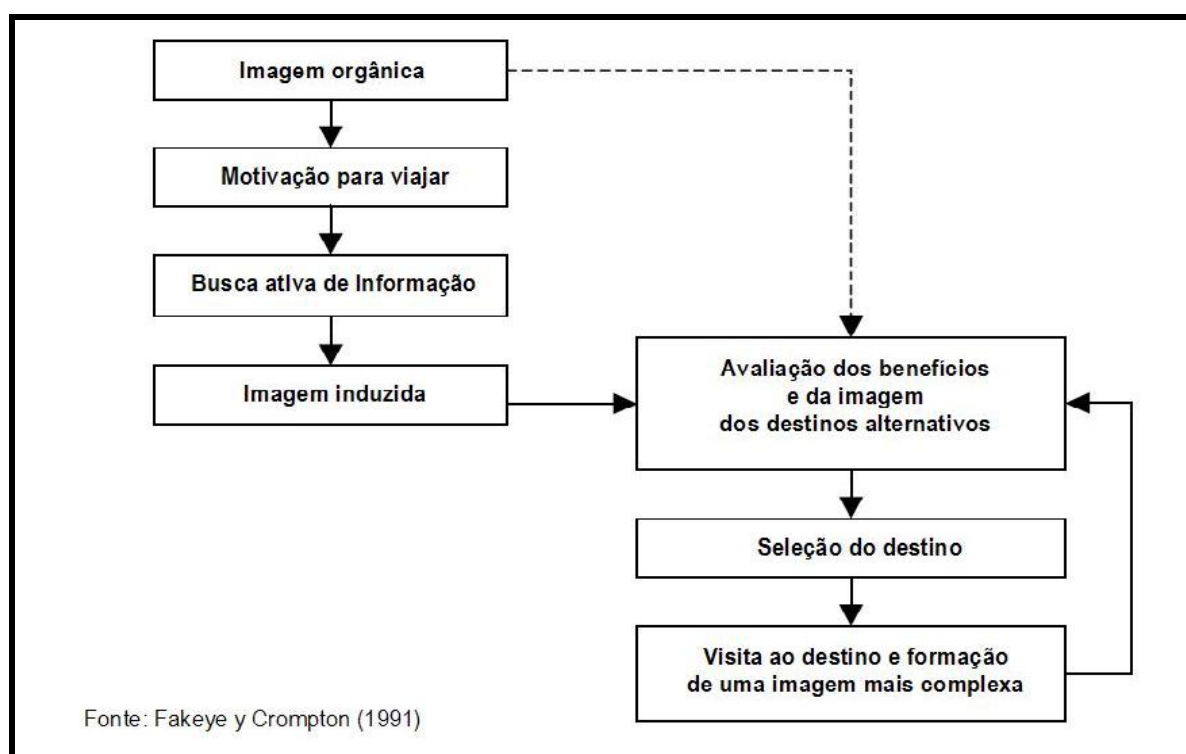 Imagem orgânica
Motivação para viajar
Busca ativa de Informação
Imagem induzida
Avaliação dos benefícios
e da imagem
dos destinos alternativos
Seleção do destino
Visita ao destino e formação
de uma imagem mais complexa
Fonte: Fakeye y Crompton (1991)